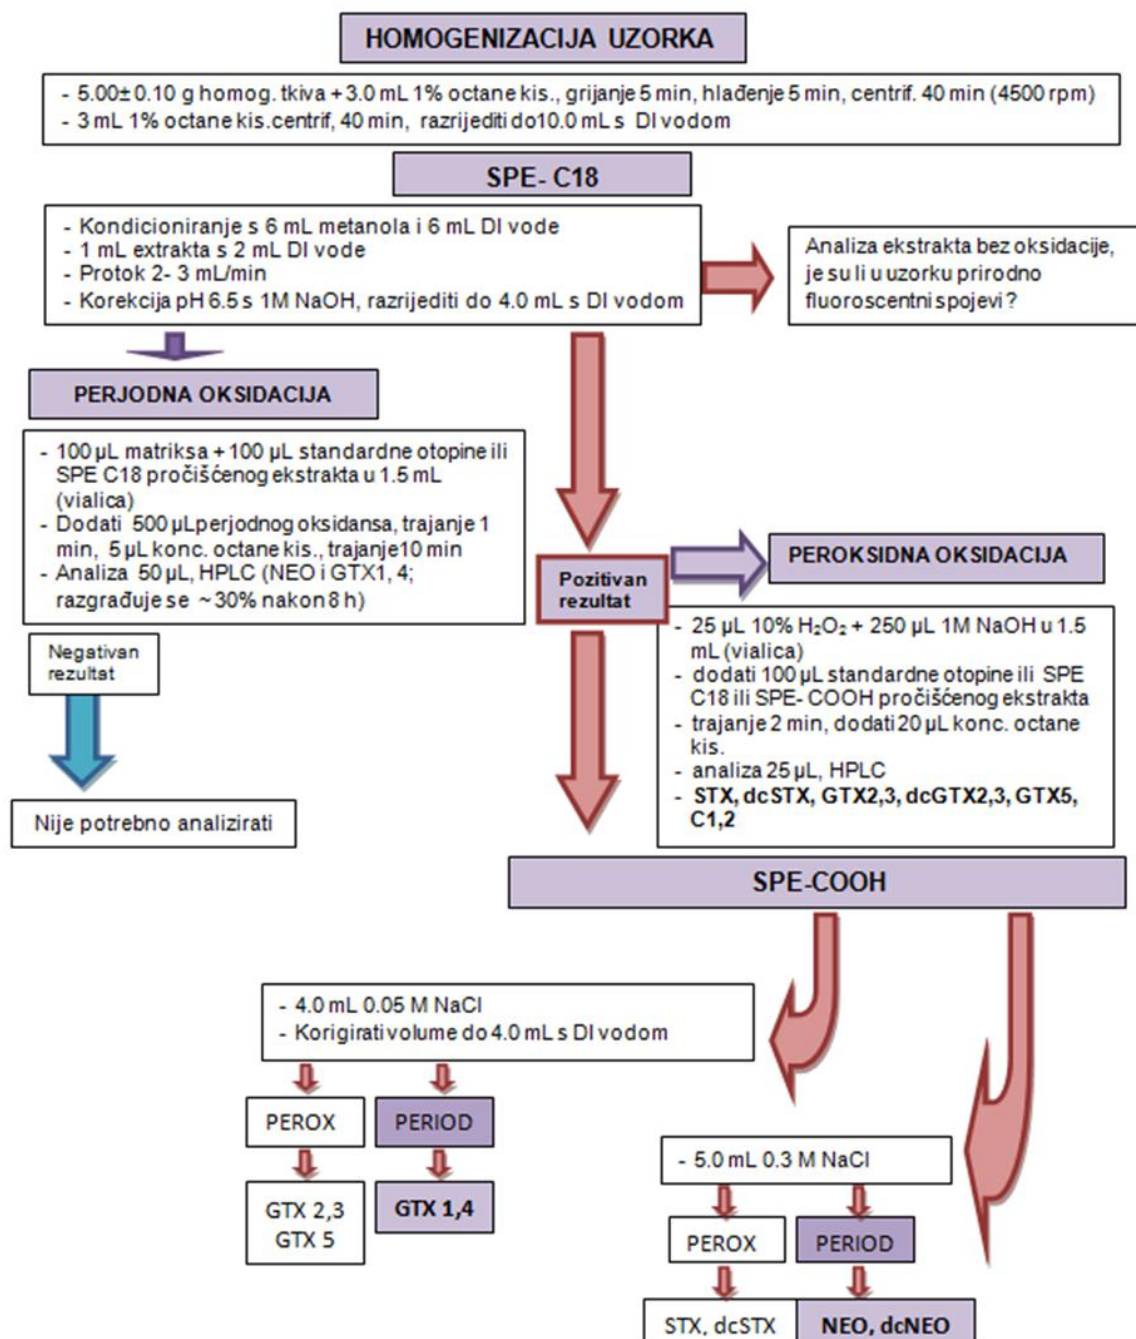 HOMOGENIZACIJA UZORKA
- 5.00± 0.10 g homog. tkiva + 3.0 mL 1% octane kis., grijanje 5 min, hlađenje 5 min, centrif. 40 min (4500 rpm)
- 3 mL 1% octane kis.centrif, 40 min, razrijediti do10.0 mL s DI vodom
SPE- C18
- Kondicioniranje s 6 mL metanola i 6 mL DI vode
- 1 mL extrakta s 2 mL DI vode
- Protok 2- 3 mL/min
- Korekcija pH 6.5 s 1M NaOH, razrijediti do 4.0 mL s DI vodom
Analiza ekstrakta bez oksidacije,
je su li u uzorku prirodno
fluoroscentni spojevi?
PERJODNA OKSIDACIJA
- 100 µL matriksa + 100 µL standardne otopine ili
SPE C18 pročišćenog ekstrakta u 1.5 mL
(vialica)
- Dodati 500 µL perjodnog oksidansa, trajanje 1
min, 5 µL konc. octane kis., trajanje 10 min
- Analiza 50 µL, HPLC (NEO i GTX1, 4;
razgrađuje se ~30% nakon 8 h)
Negativan
rezultat
Nije potrebno analizirati
Pozitivan
rezultat
PEROKSIDNA OKSIDACIJA
- 25 µL 10% H₂O₂ + 250 µL 1M NaOH u 1.5
mL (vialica)
- dodati 100 µL standardne otopine ili SPE
C18 ili SPE- COOH pročišćenog ekstrakta
- trajanje 2 min, dodati 20 µL konc. octane
kis.
- analiza 25 µL, HPLC
- STX, dcSTX, GTX2,3, dcGTX2,3, GTX5,
C1,2
SPE-COOH
- 4.0 mL 0.05 M NaCl
- Korigirati volume do 4.0 mL s DI vodom
PEROX
PERIOD
GTX 2,3
GTX 5
GTX 1,4
- 5.0 mL 0.3 M NaCl
PEROX
PERIOD
STX, dcSTX
NEO, dcNEO